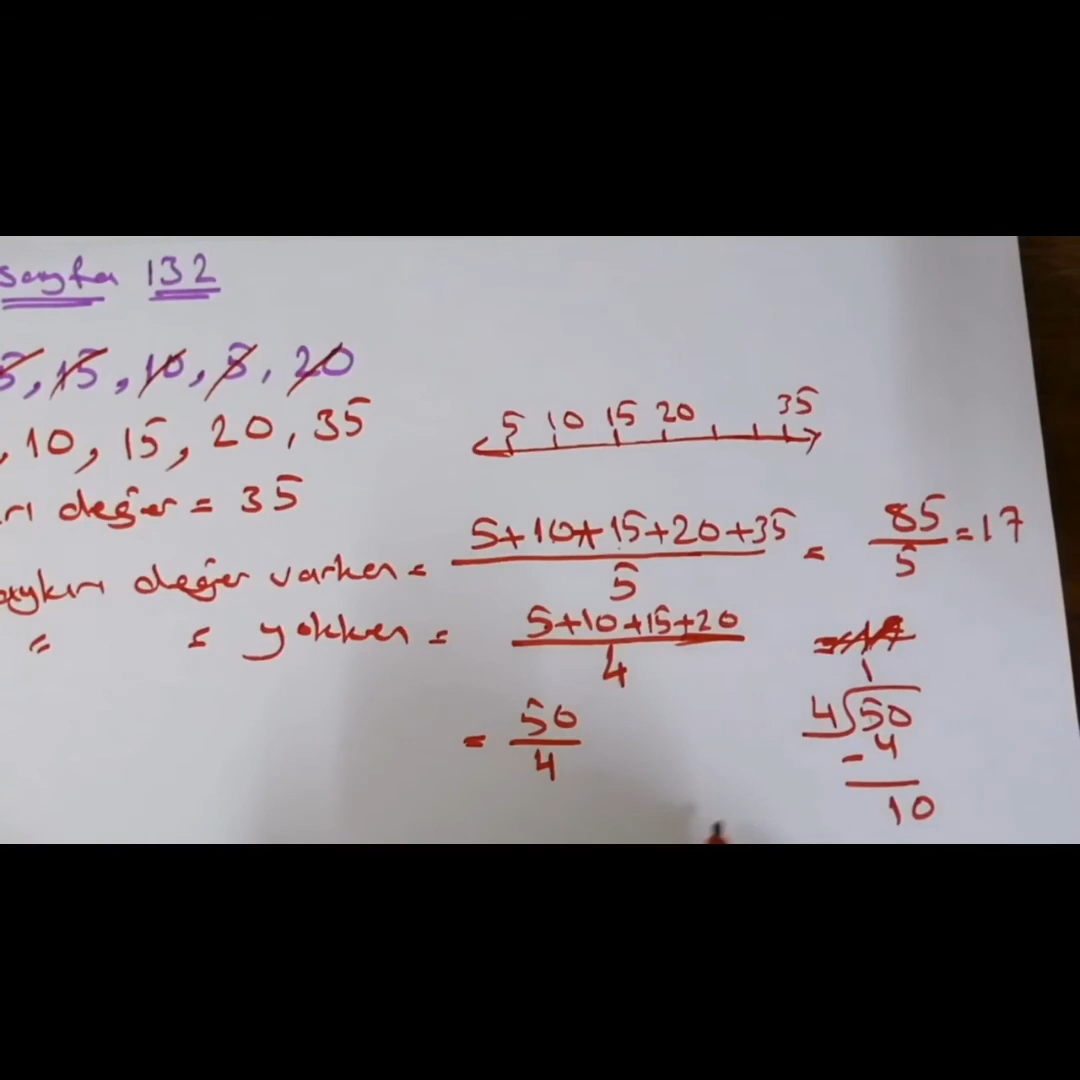 sayfa 132
5, 15, 10, 5, 20
, 10, 15, 20, 35
5 10 15 20 35
rı değer = 35
aykırı değer varken = 5+10+15+20+35 / 5 = 85/5 = 17
" " yokken = 5+10+15+20 / 4
= 50/4
1
4 50
- 4
10